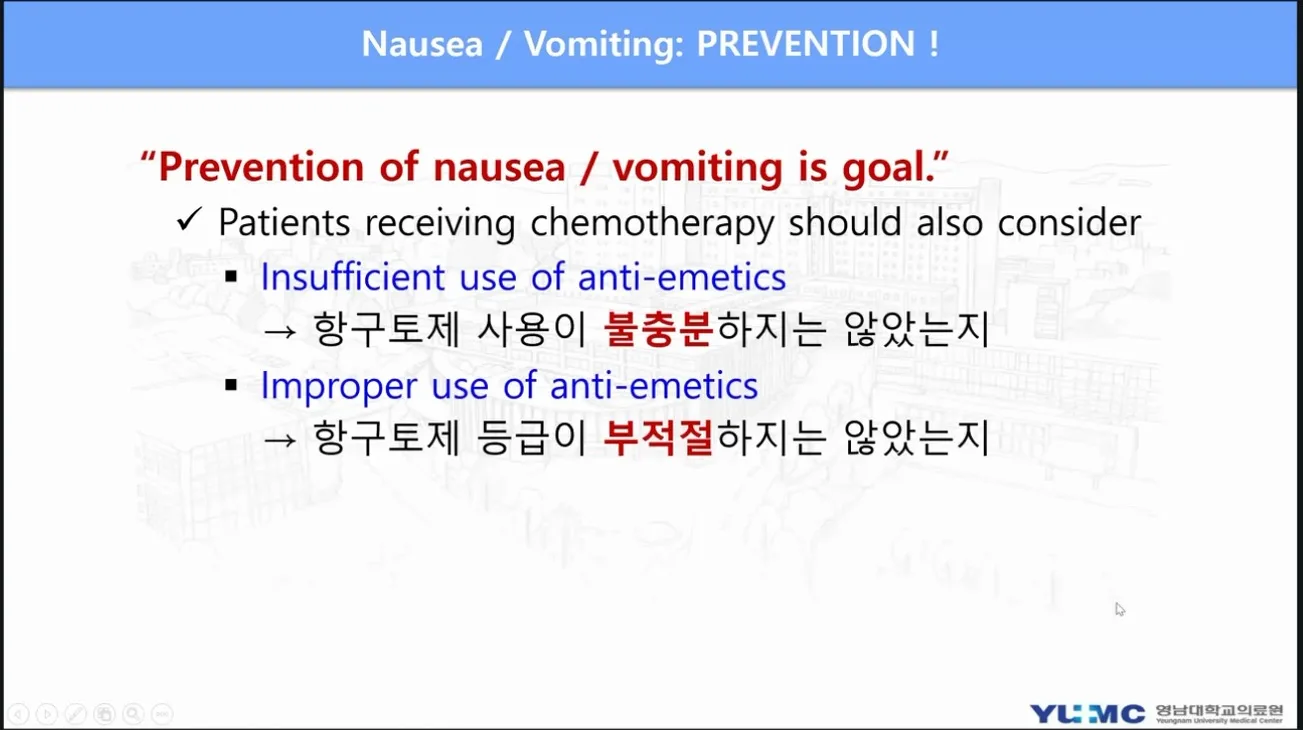 Nausea / Vomiting: PREVENTION !
“Prevention of nausea / vomiting is goal.”
✓ Patients receiving chemotherapy should also consider
▪ Insufficient use of anti-emetics
→ 항구토제 사용이 불충분하지는 않았는지
▪ Improper use of anti-emetics
→ 항구토제 등급이 부적절하지는 않았는지
YUMC 영남대학교의료원
Youngnam University Medical Center